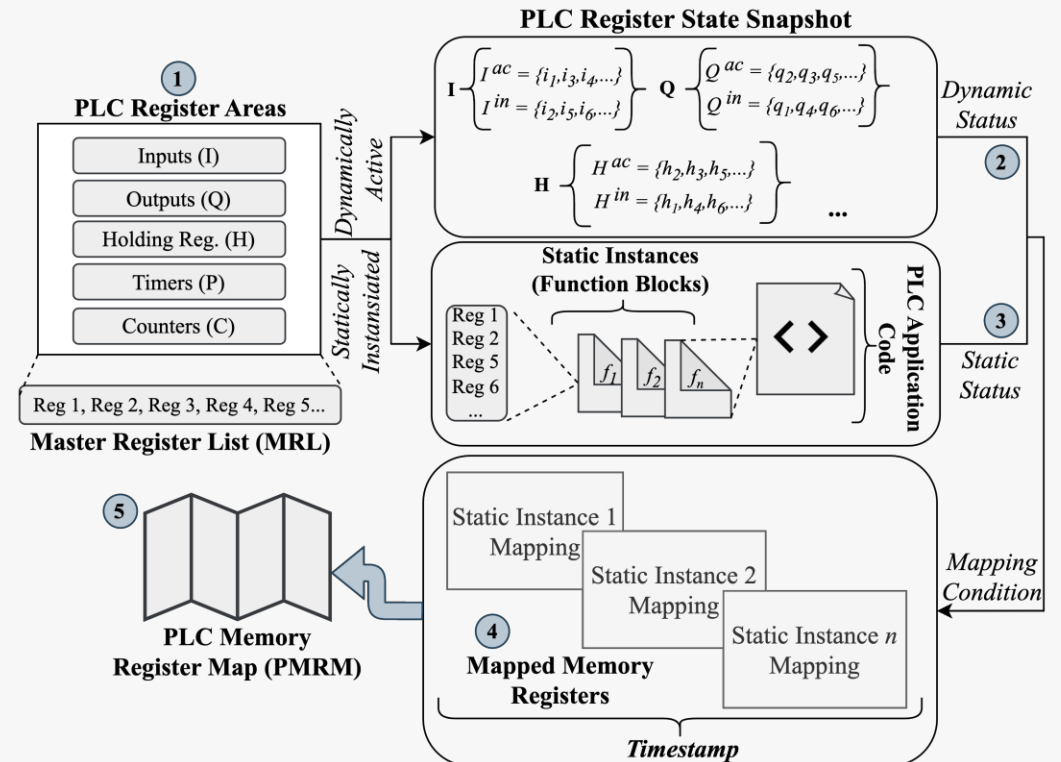 PLC Register State Snapshot
1
PLC Register Areas
Inputs (I)
Outputs (Q)
Holding Reg. (H)
Timers (P)
Counters (C)
Reg 1, Reg 2, Reg 3, Reg 4, Reg 5...
Master Register List (MRL)
Dynamically
Active
Statically
Instansiated
I
I ac = {i1,i3,i4,...}
I in = {i2,i5,i6,...}
Q
Q ac = {q2,q3,q5,...}
Q in = {q1,q4,q6,...}
H
H ac = {h2,h3,h5,...}
H in = {h1,h4,h6,...}
...
Dynamic
Status
2
Static Instances
(Function Blocks)
Reg 1
Reg 2
Reg 5
Reg 6
...
f1
f2
fn
< >
PLC Application
Code
3
Static
Status
Mapping
Condition
Static Instance 1
Mapping
Static Instance 2
Mapping
Static Instance n
Mapping
4
Mapped Memory
Registers
Timestamp
5
PLC Memory
Register Map (PMRM)